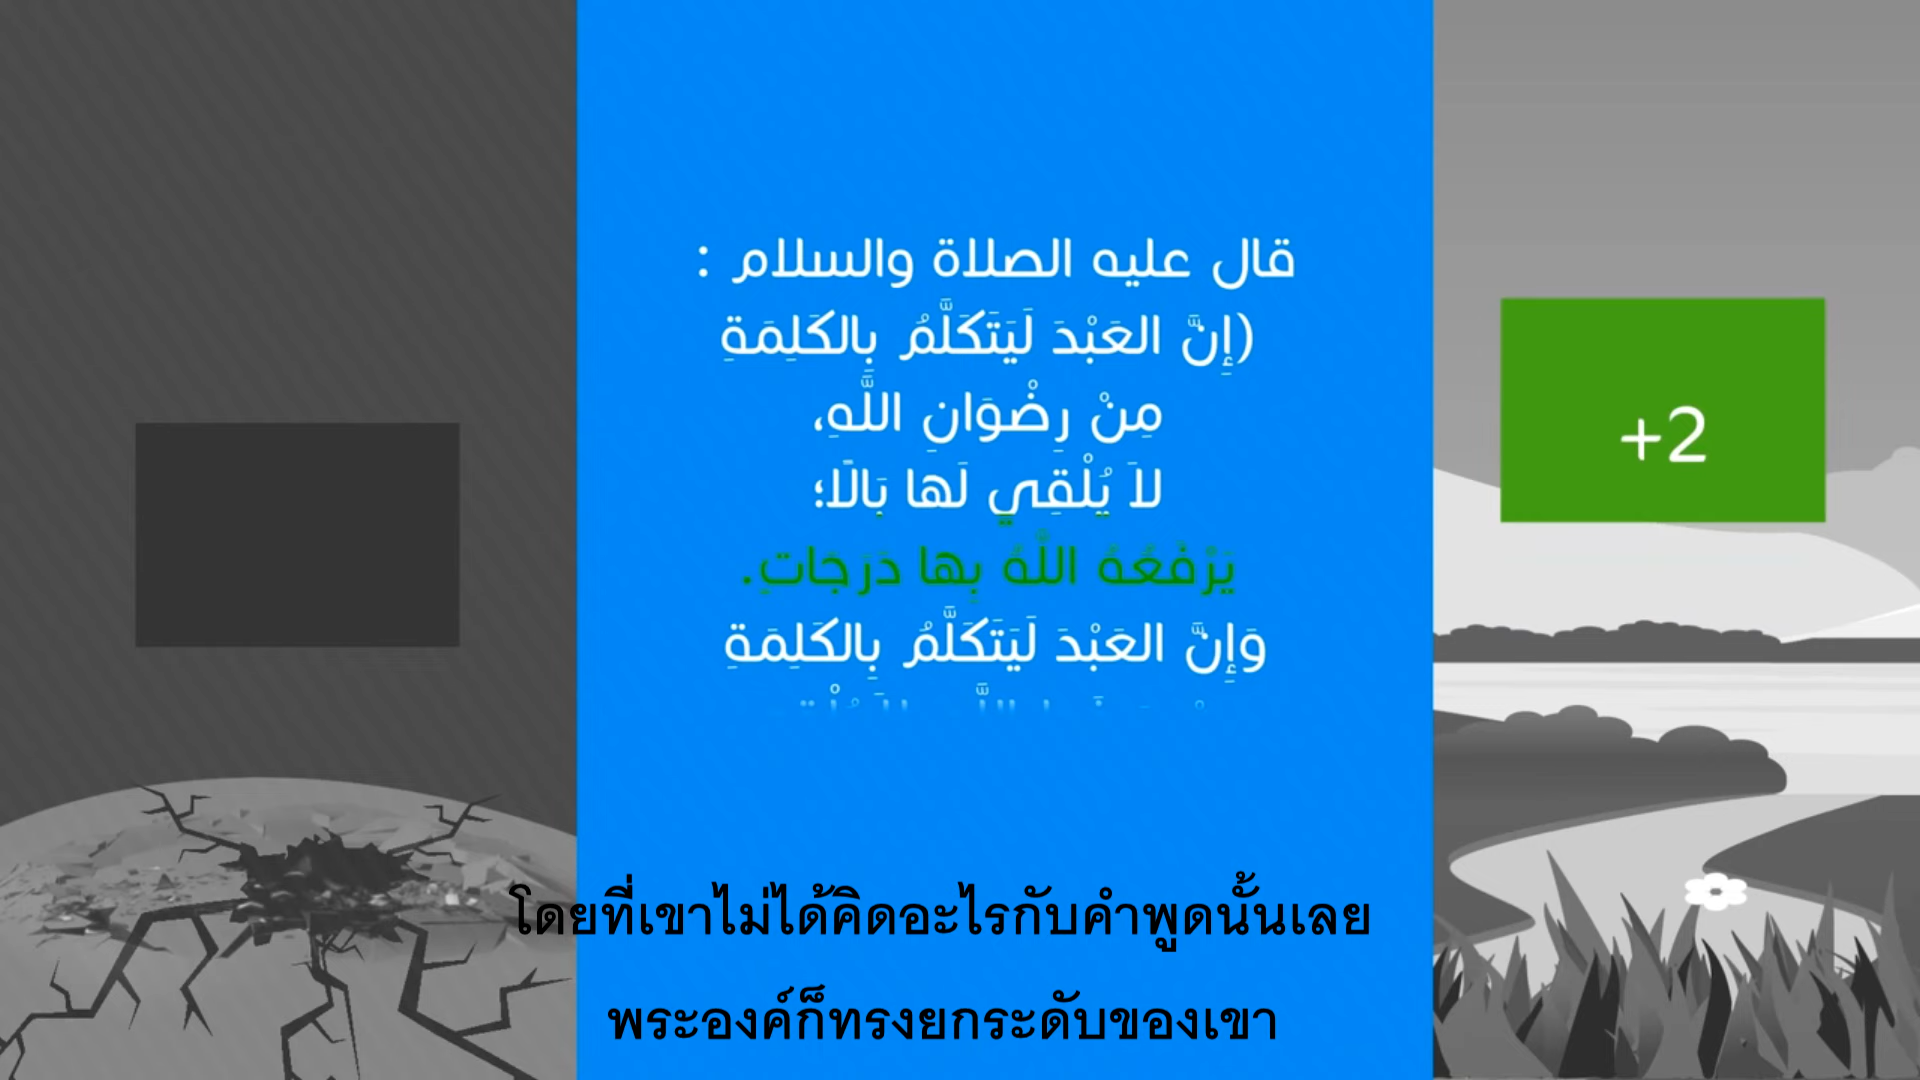 قال عليه الصلاة والسلام :
(إِنَّ العَبْدَ لَيَتَكَلَّمُ بِالكَلِمَةِ
مِنْ رِضْوَانِ اللَّهِ،
لاَ يُلْقِي لَها بَالًا؛
يَرْفَعُهُ اللَّهُ بِها دَرَجَاتٍ.
وَإِنَّ العَبْدَ لَيَتَكَلَّمُ بِالكَلِمَةِ
+2
โดยที่เขาไม่ได้คิดอะไรกับคำพูดนั้นเลย
พระองค์ก็ทรงยกระดับของเขา